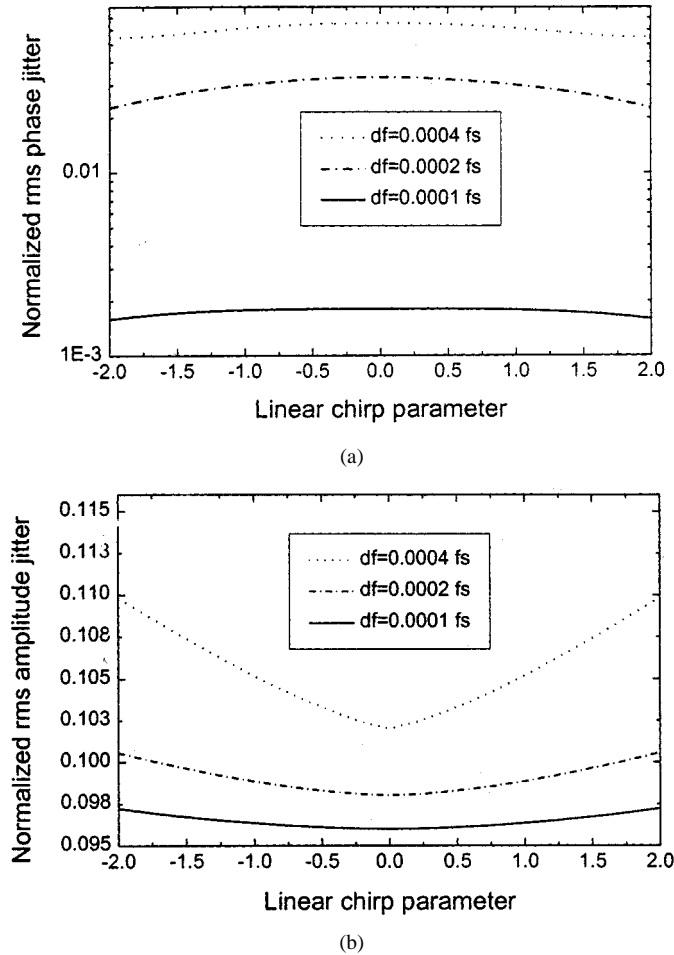 Normalized rms phase jitter
df=0.0004 fs
df=0.0002 fs
df=0.0001 fs
0.01
1E-3
-2.0 -1.5 -1.0 -0.5 0.0 0.5 1.0 1.5 2.0
Linear chirp parameter
(a)
Normalized rms amplitude jitter
0.115
0.113
0.110
0.108
0.105
0.103
0.100
0.098
0.095
df=0.0004 fs
df=0.0002 fs
df=0.0001 fs
-2.0 -1.5 -1.0 -0.5 0.0 0.5 1.0 1.5 2.0
Linear chirp parameter
(b)